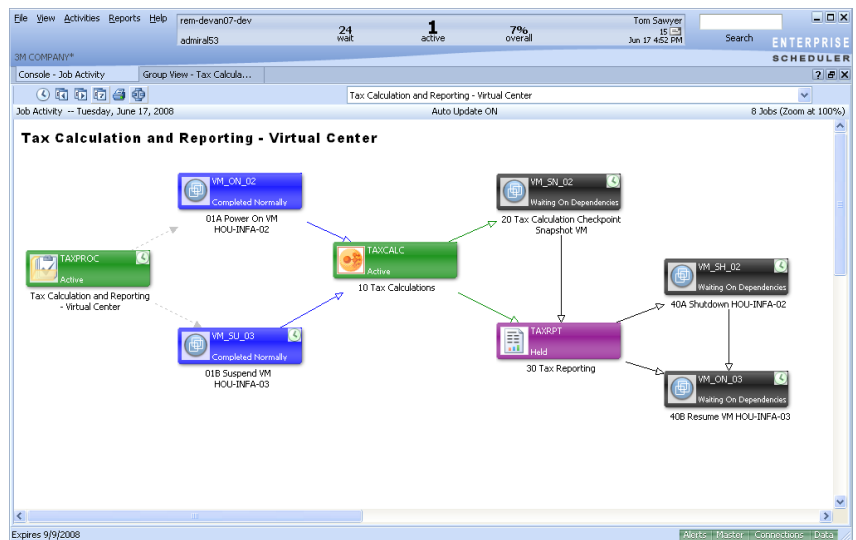 File View Activities Reports Help
rem-devan07-dev
admiral53
24
wait
1
active
7%
overall
Tom Sawyer
15
Jun 17 4:52 PM
Search
ENTERPRISE
SCHEDULER
3M COMPANY*
Console - Job Activity
Group View - Tax Calcula...
Tax Calculation and Reporting - Virtual Center
Job Activity -- Tuesday, June 17, 2008
Auto Update ON
8 Jobs (Zoom at 100%)
Tax Calculation and Reporting - Virtual Center
VM_ON_02
Completed Normally
01A Power On VM
HOU-INFA-02
VM_SN_02
Waiting On Dependencies
20 Tax Calculation Checkpoint
Snapshot VM
TAXPROC
Active
Tax Calculation and Reporting
- Virtual Center
TAXCALC
Active
10 Tax Calculations
VM_SH_02
Waiting On Dependencies
40A Shutdown HOU-INFA-02
VM_SU_03
Completed Normally
01B Suspend VM
HOU-INFA-03
TAXRPT
Held
30 Tax Reporting
VM_ON_03
Waiting On Dependencies
40B Resume VM HOU-INFA-03
Expires 9/9/2008
Alerts Master Connections Data